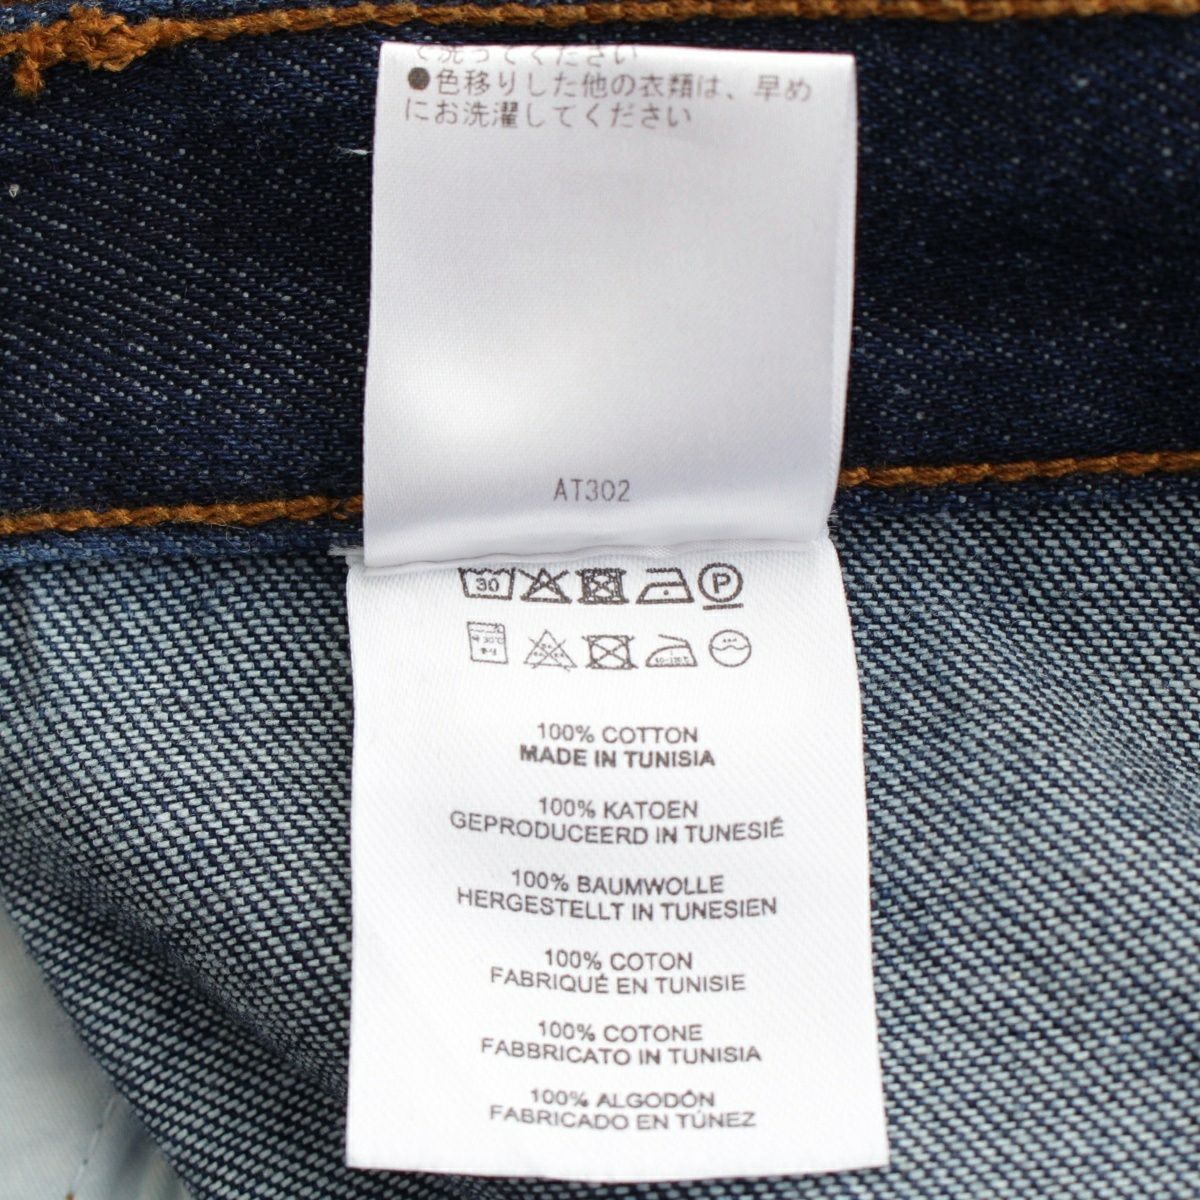 で洗ってください
●色移りした他の衣類は、早め
にお洗濯してください
AT302
30 P
100% COTTON
MADE IN TUNISIA
100% KATOEN
GEPRODUCEERD IN TUNESIÉ
100% BAUMWOLLE
HERGESTELLT IN TUNESIEN
100% COTON
FABRIQUÉ EN TUNISIE
100% COTONE
FABBRICATO IN TUNISIA
100% ALGODÓN
FABRICADO EN TÚNEZ